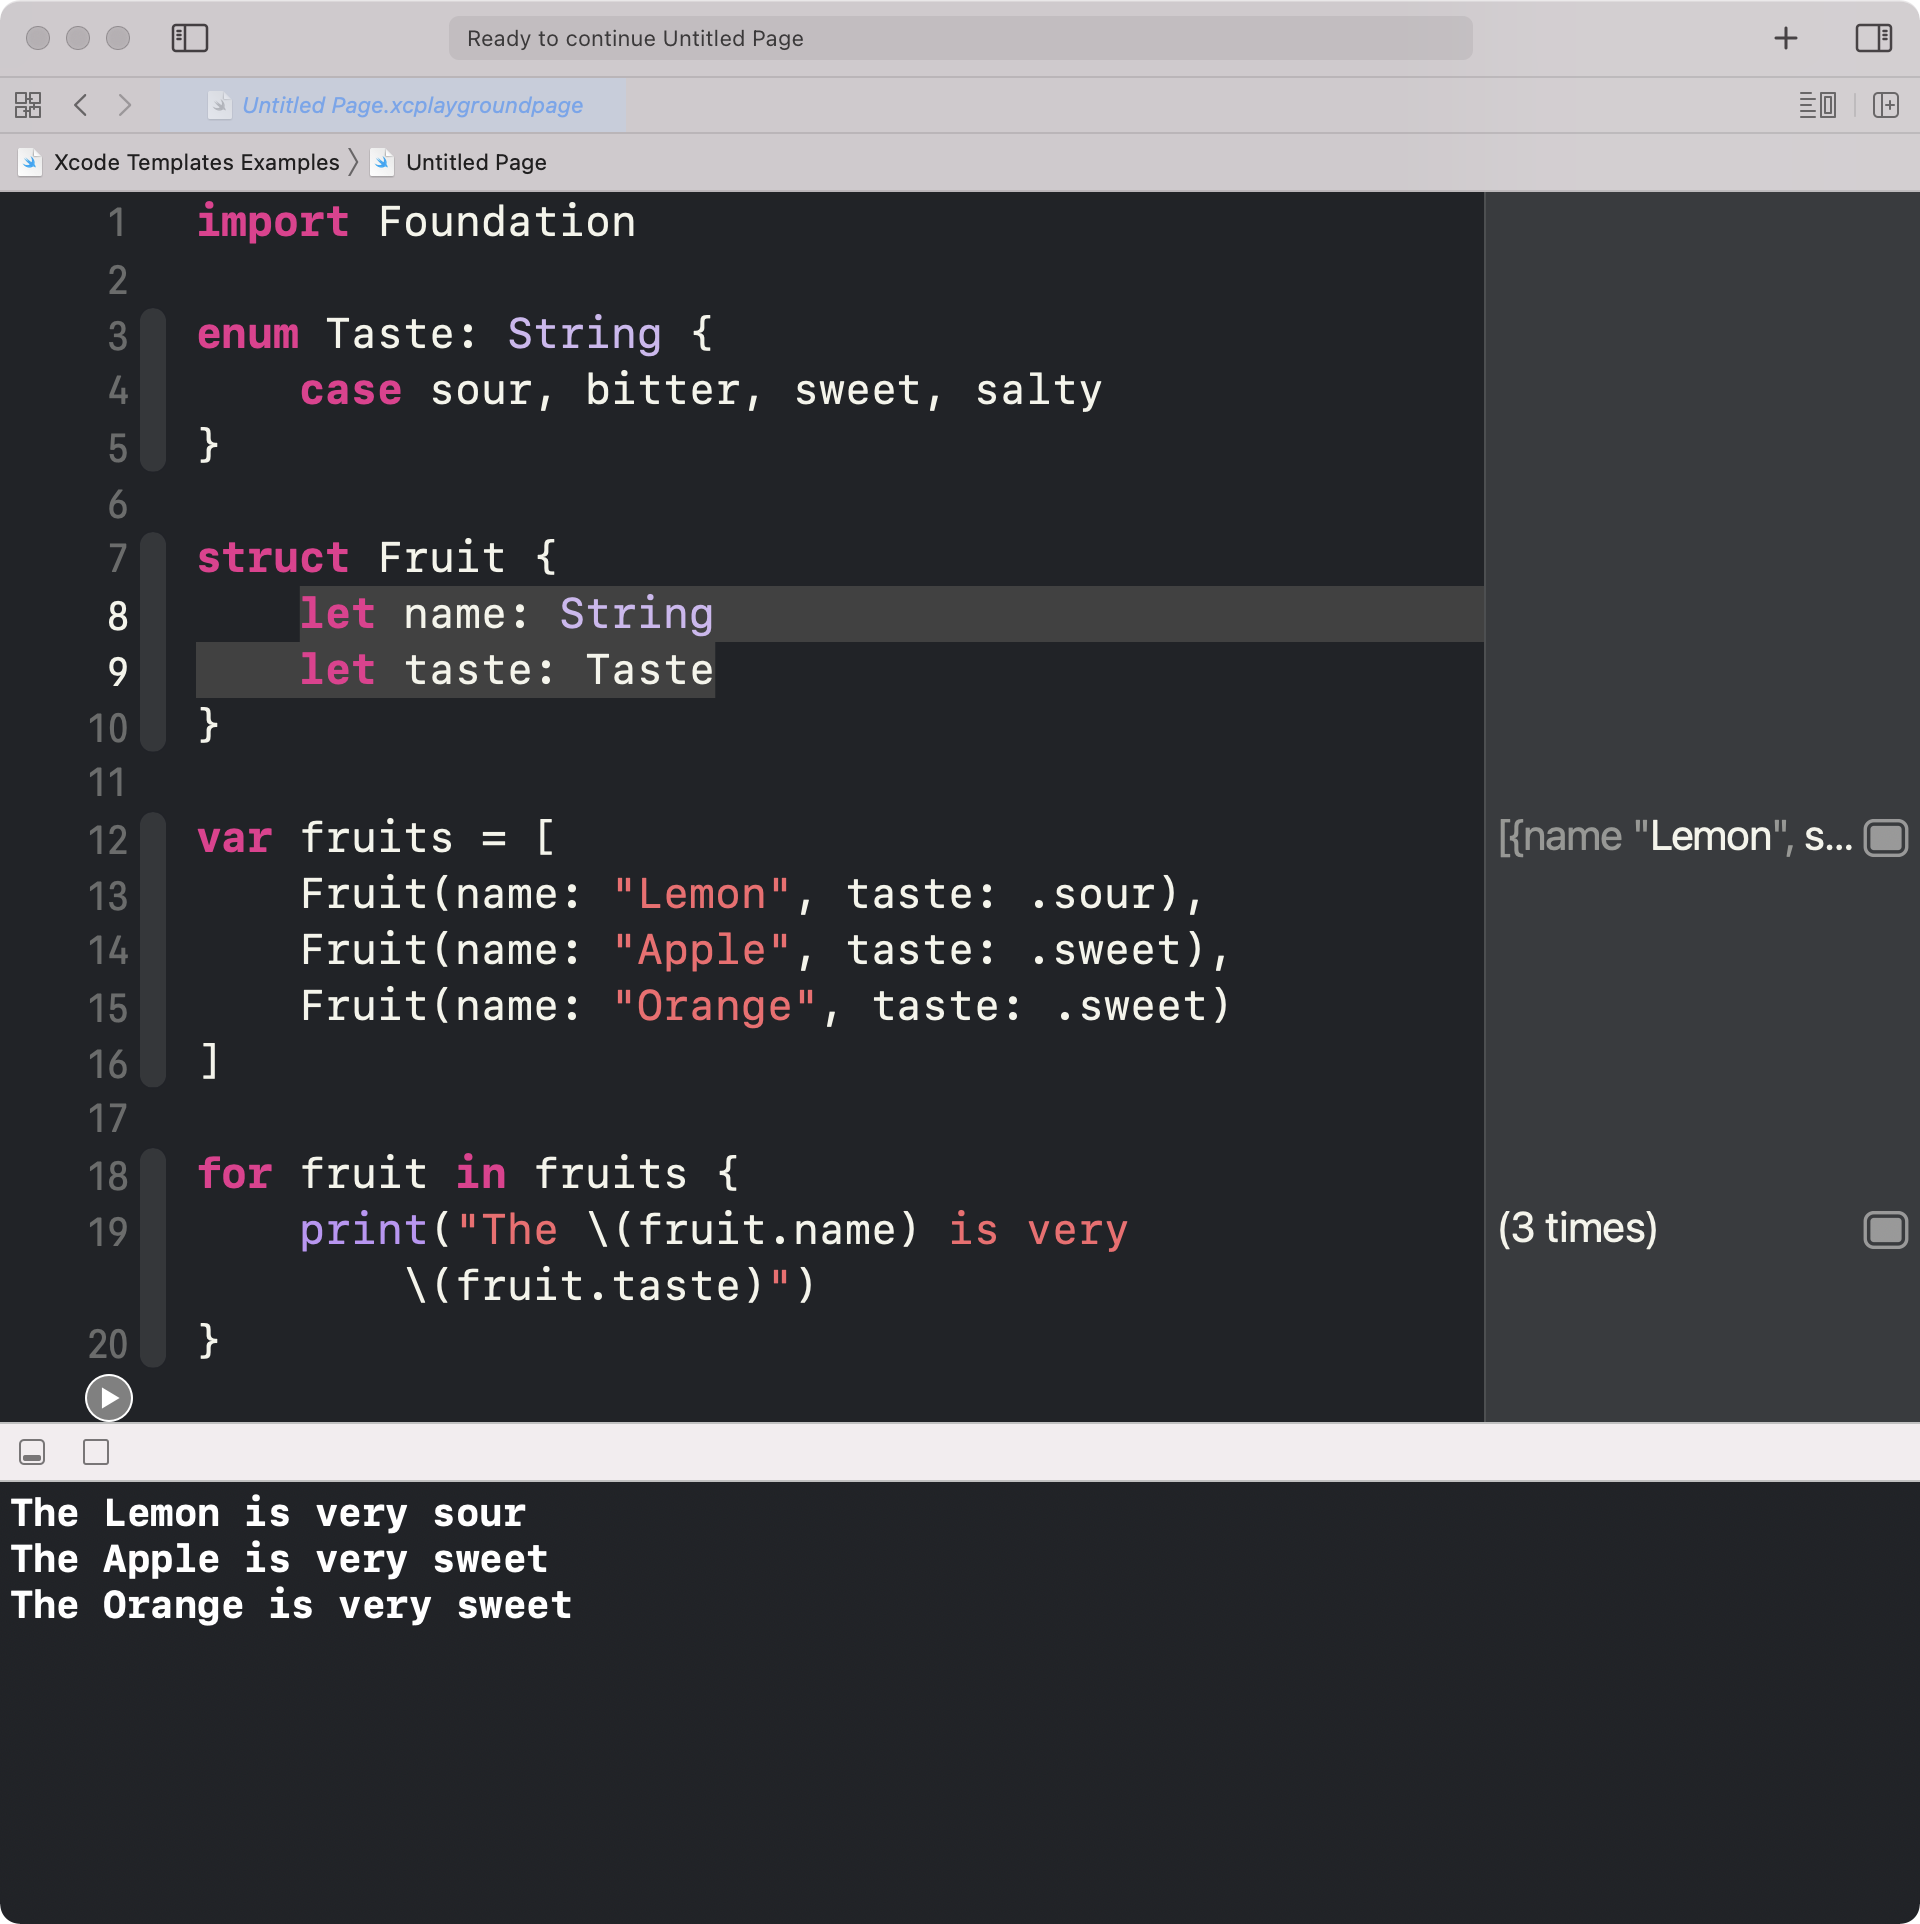 Ready to continue Untitled Page
Untitled Page.xcplaygroundpage
Xcode Templates Examples 〉 Untitled Page
1 import Foundation
2
3 enum Taste: String {
4     case sour, bitter, sweet, salty
5 }
6
7 struct Fruit {
8     let name: String
9     let taste: Taste
10 }
11
12 var fruits = [ [{name "Lemon", s...
13     Fruit(name: "Lemon", taste: .sour),
14     Fruit(name: "Apple", taste: .sweet),
15     Fruit(name: "Orange", taste: .sweet)
16 ]
17
18 for fruit in fruits {
19     print("The \(fruit.name) is very (3 times)
\(fruit.taste)")
20 }
The Lemon is very sour
The Apple is very sweet
The Orange is very sweet